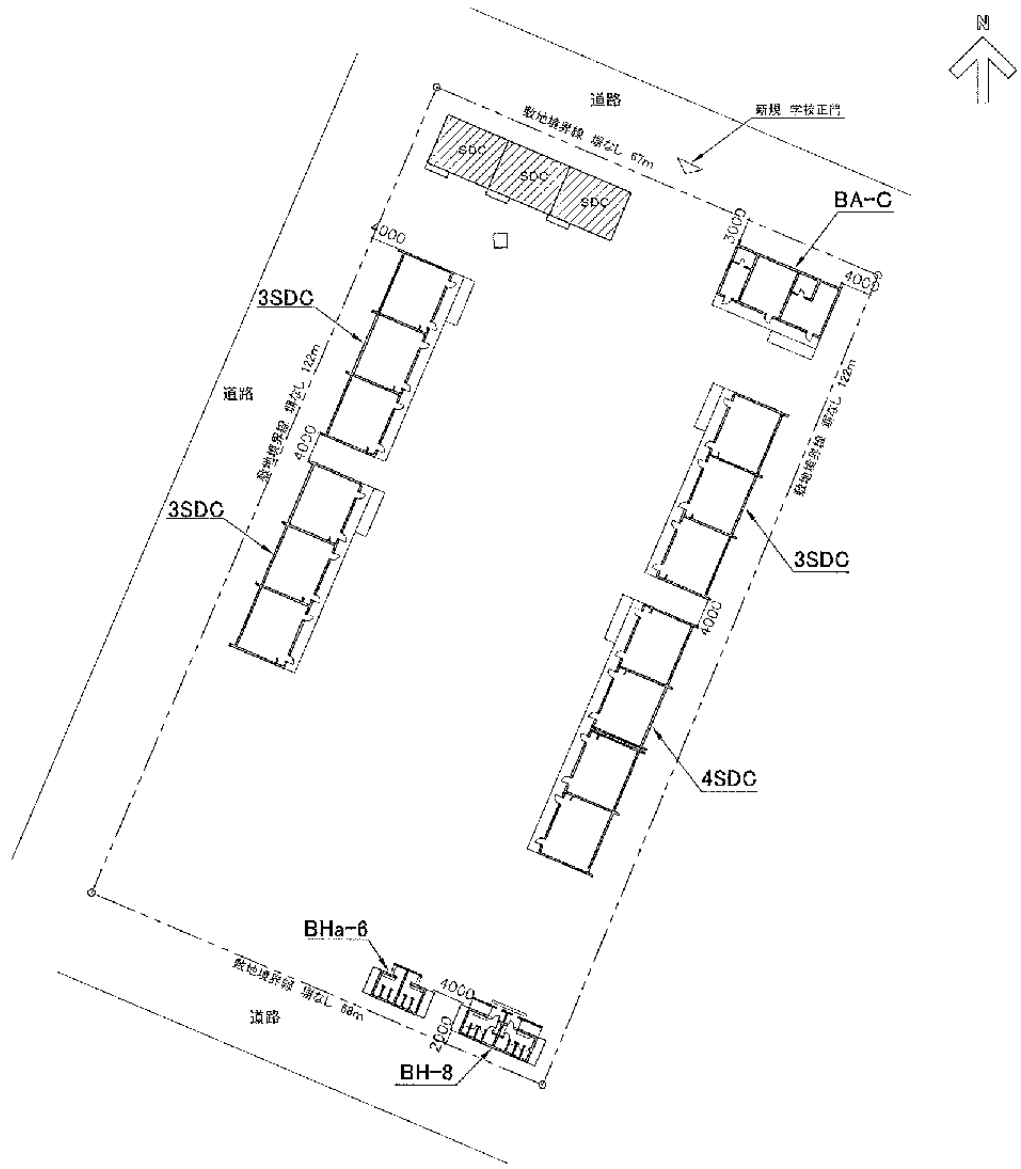 N
道路
新規 学校正門
敷地境界線 塀なし 67m
SDC
SDC
SDC
BA-C
3000
4000
4000
3SDC
敷地境界線 塀なし 122m
道路
4000
敷地境界線 塀なし 122m
3SDC
3SDC
4000
4SDC
BHa-6
4000
敷地境界線 塀なし 68m
道路
2000
BH-8